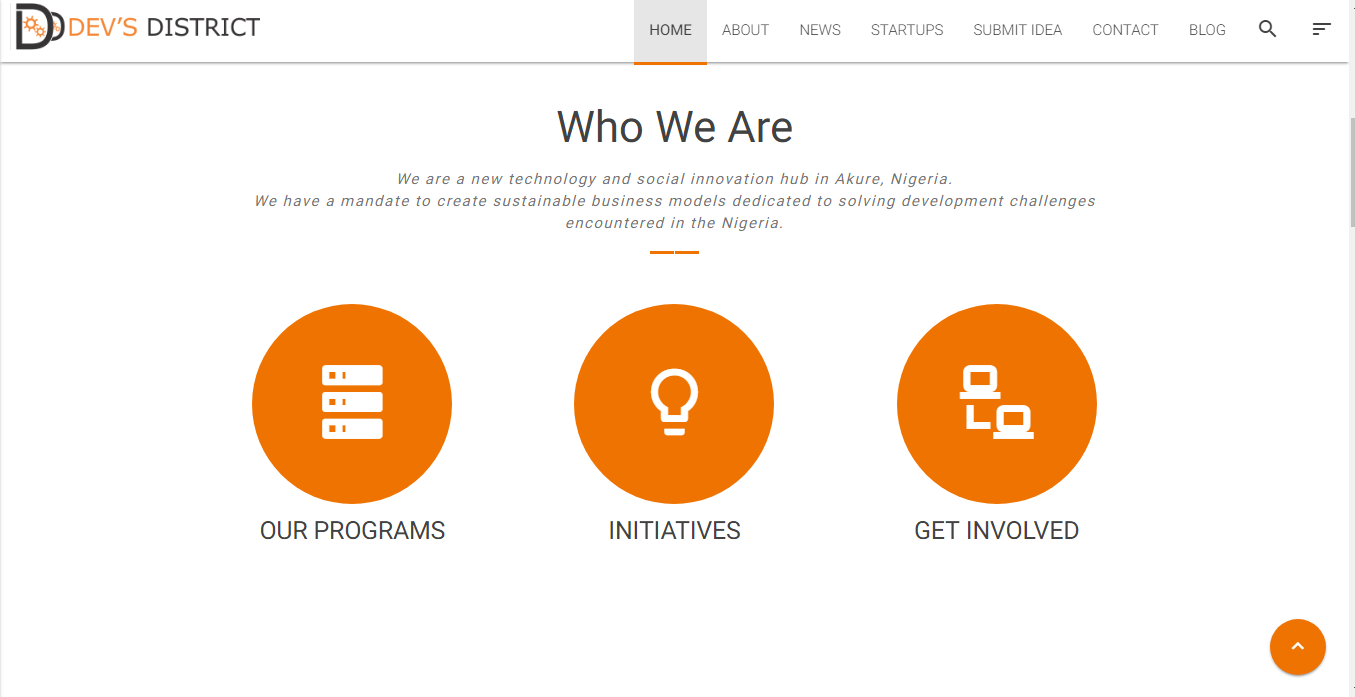 DEV'S DISTRICT
HOME ABOUT NEWS STARTUPS SUBMIT IDEA CONTACT BLOG
Who We Are
We are a new technology and social innovation hub in Akure, Nigeria.
We have a mandate to create sustainable business models dedicated to solving development challenges
encountered in the Nigeria.
OUR PROGRAMS INITIATIVES GET INVOLVED